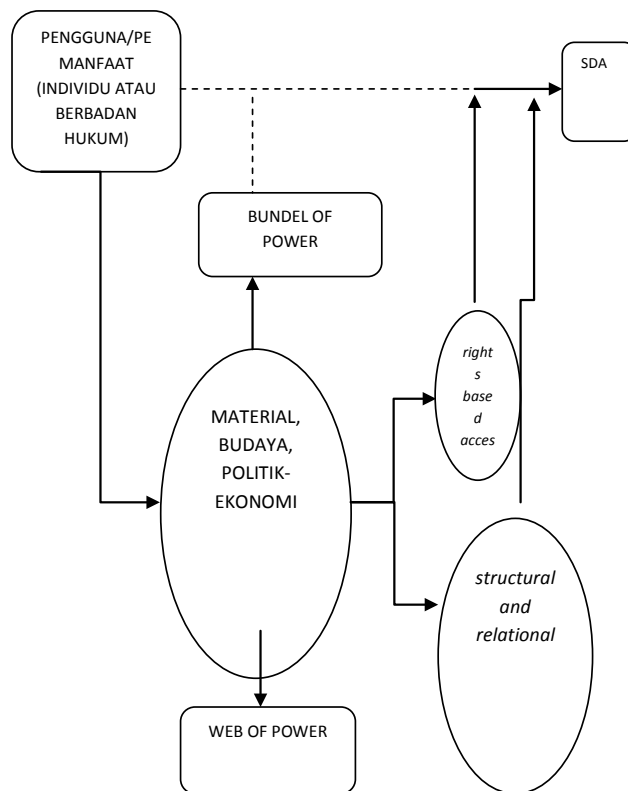 PENGGUNA/PE
MANFAAT
(INDIVIDU ATAU
BERBADAN
HUKUM)
SDA
BUNDEL OF
POWER
right
s
base
d
acces
MATERIAL,
BUDAYA,
POLITIK-
EKONOMI
structural
and
relational
WEB OF POWER